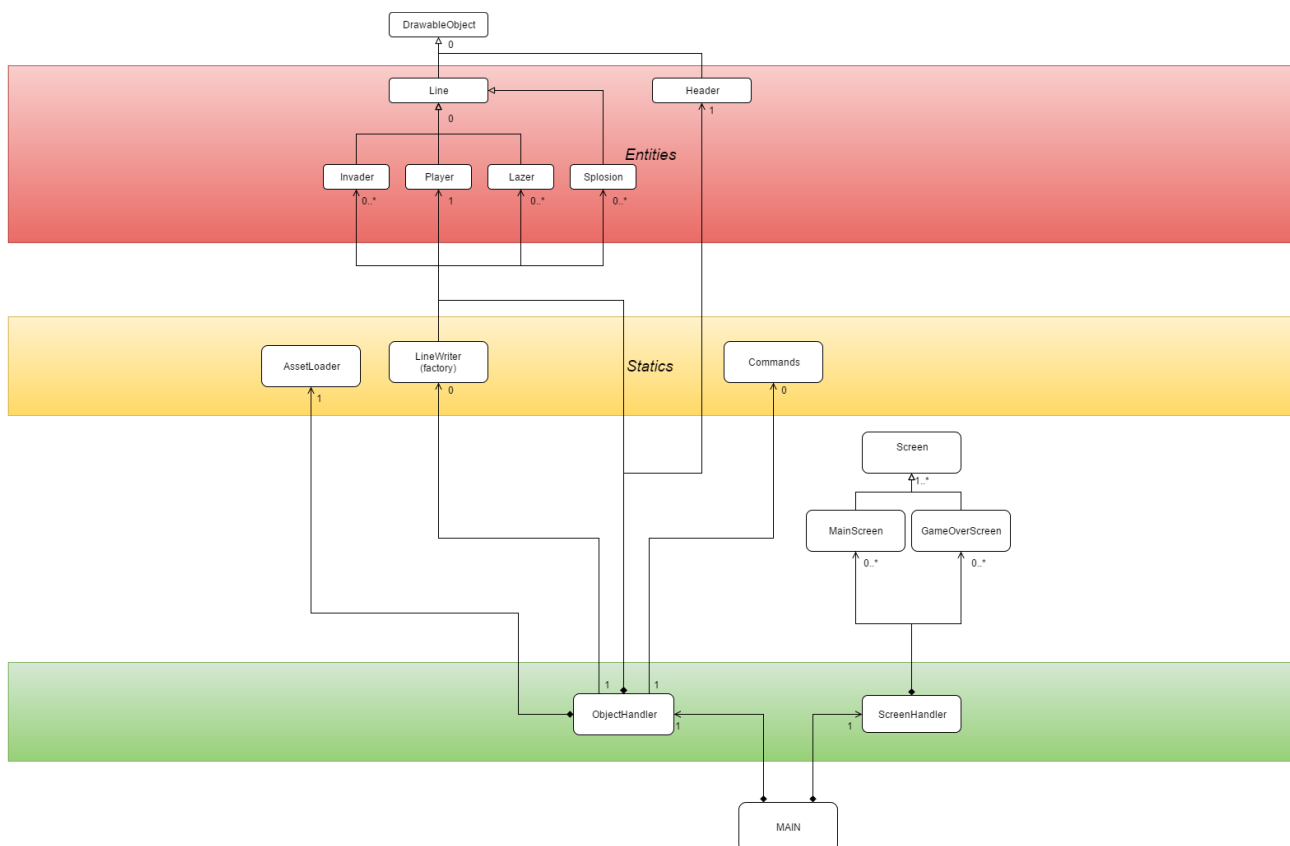 DrawableObject
0
Line
Header
0
1
Entities
Invader
Player
Lazer
Splosion
0..*
1
0..*
0..*
AssetLoader
LineWriter
(factory)
Statics
Commands
1
0
0
Screen
1..*
MainScreen
GameOverScreen
0..*
0..*
1
1
ObjectHandler
1
1
ScreenHandler
MAIN